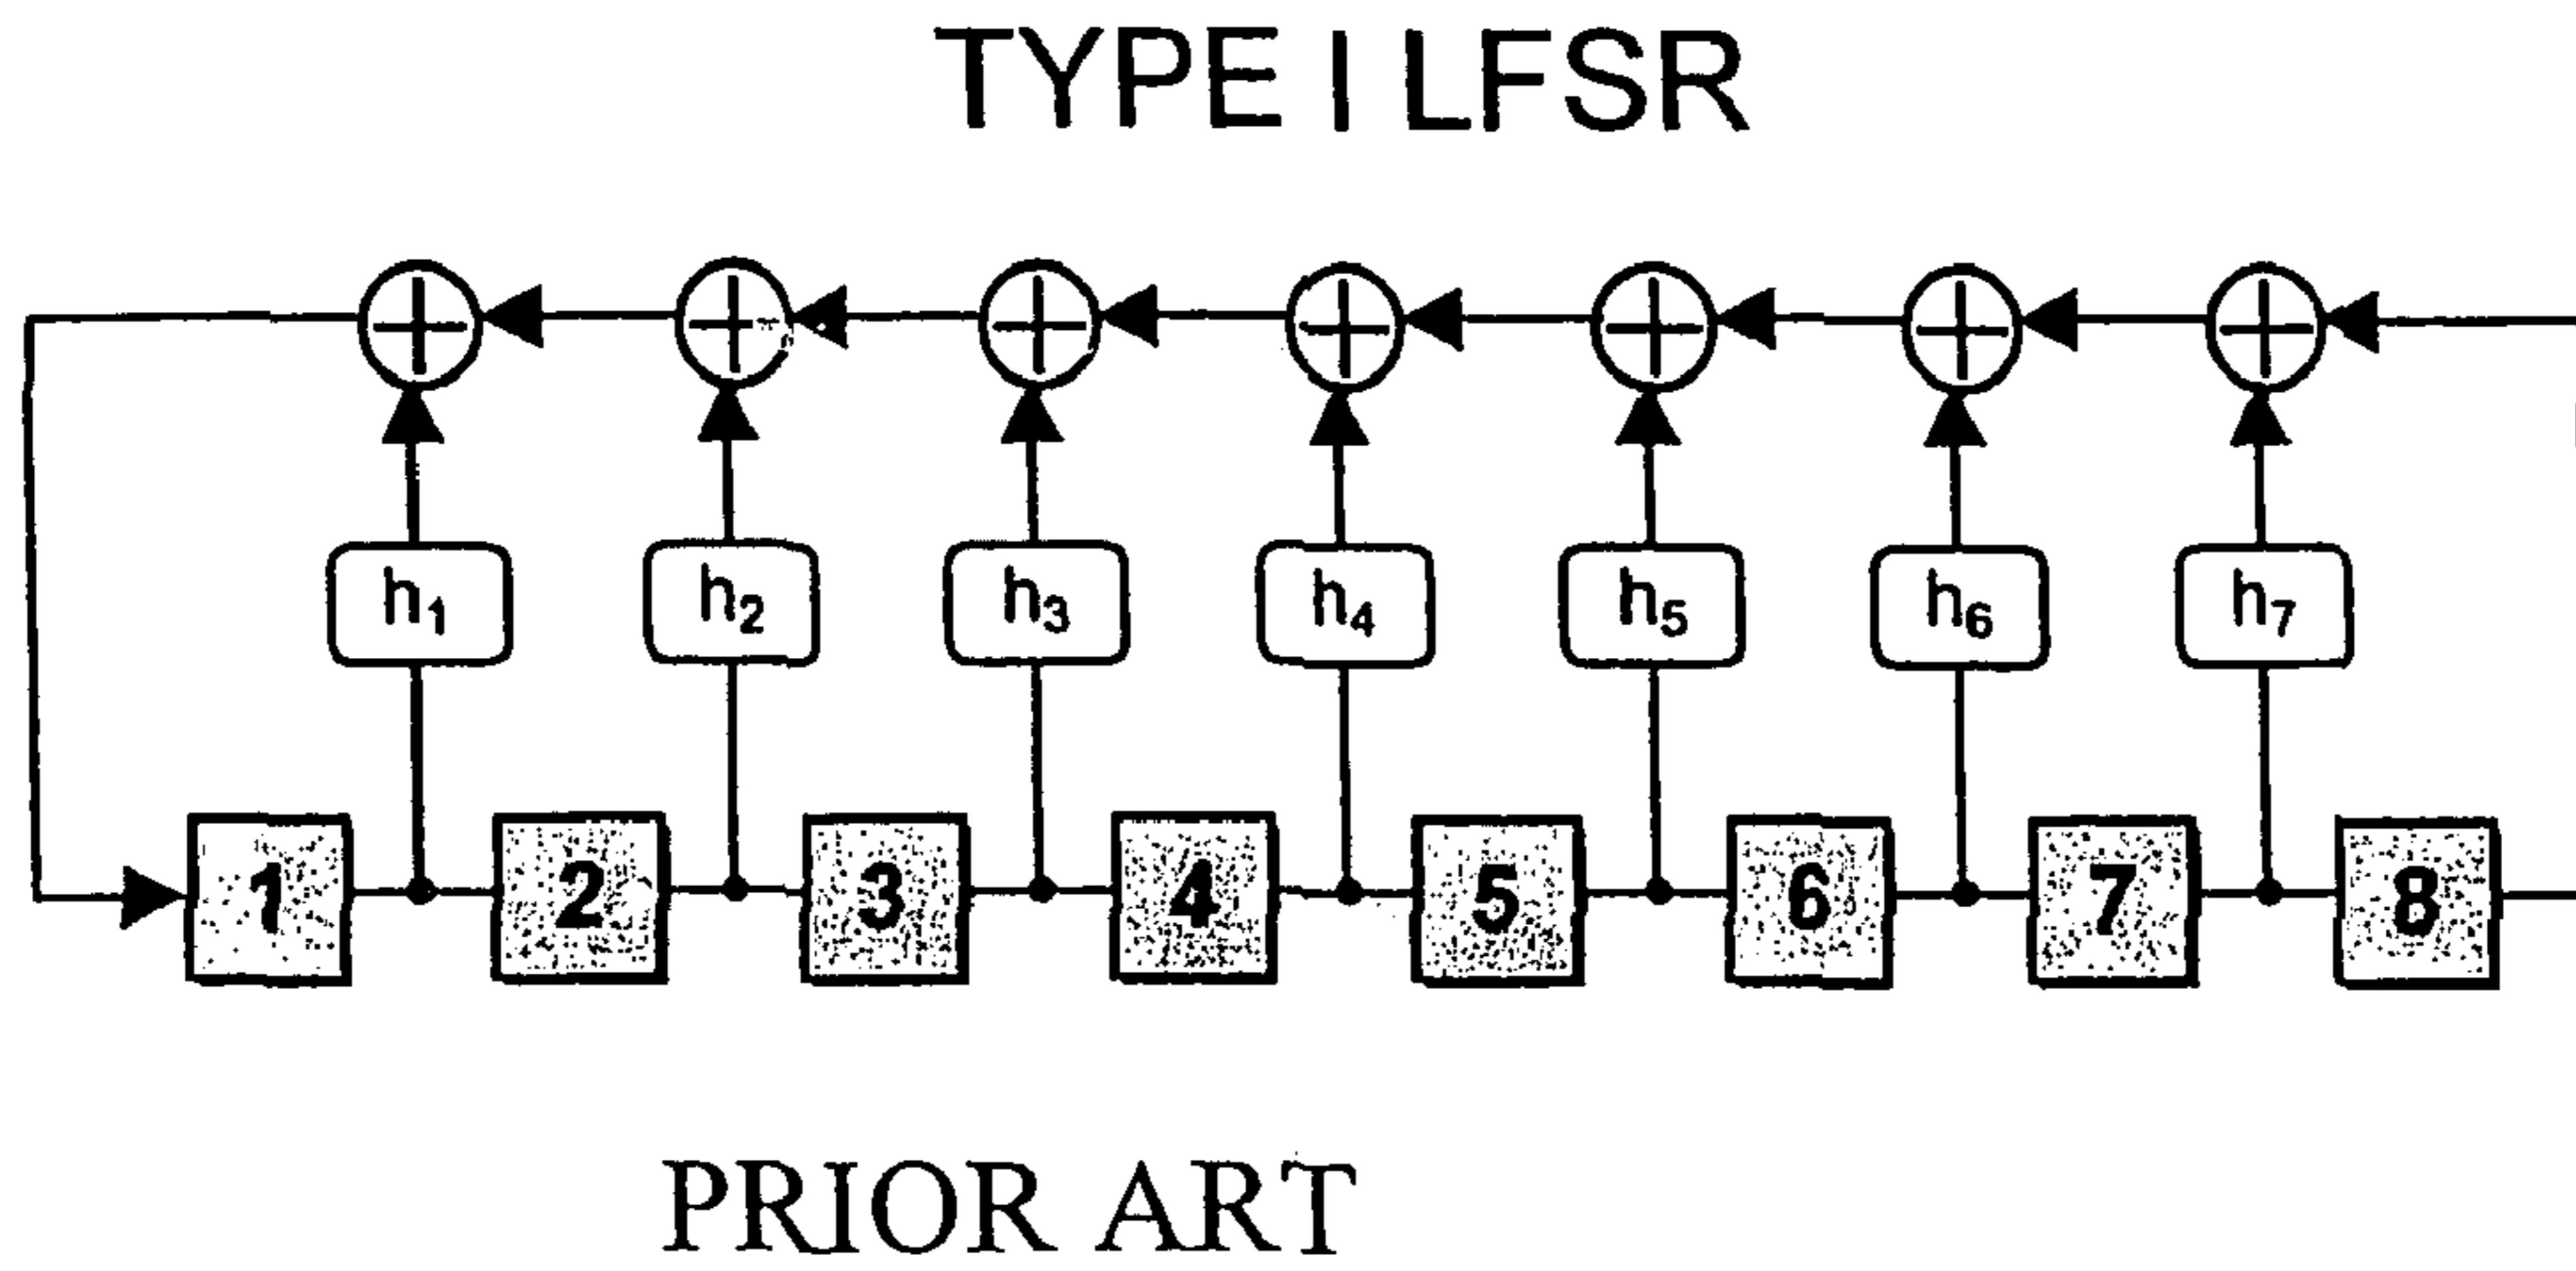 TYPE I LFSR
h₁ h₂ h₃ h₄ h₅ h₆ h₇
1 2 3 4 5 6 7 8
PRIOR ART